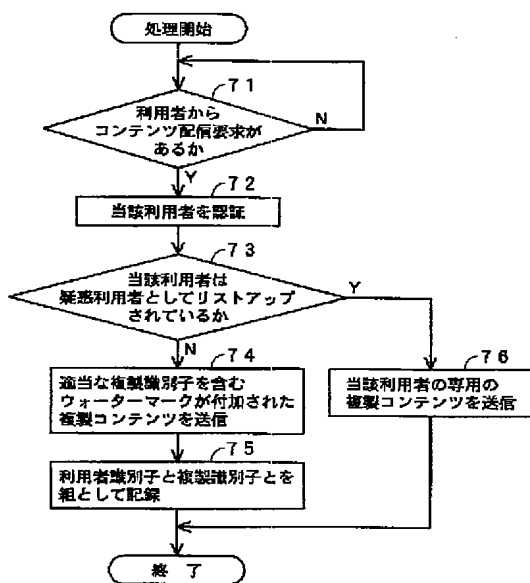 処理開始
71
利用者から
コンテンツ配信要求が
あるか
N
Y
72
当該利用者を認証
73
当該利用者は
疑惑利用者としてリストアップ
されているか
Y
N
74
適当な複製識別子を含む
ウォーターマークが付加された
複製コンテンツを送信
76
当該利用者の専用の
複製コンテンツを送信
75
利用者識別子と複製識別子とを
組として記録
終了